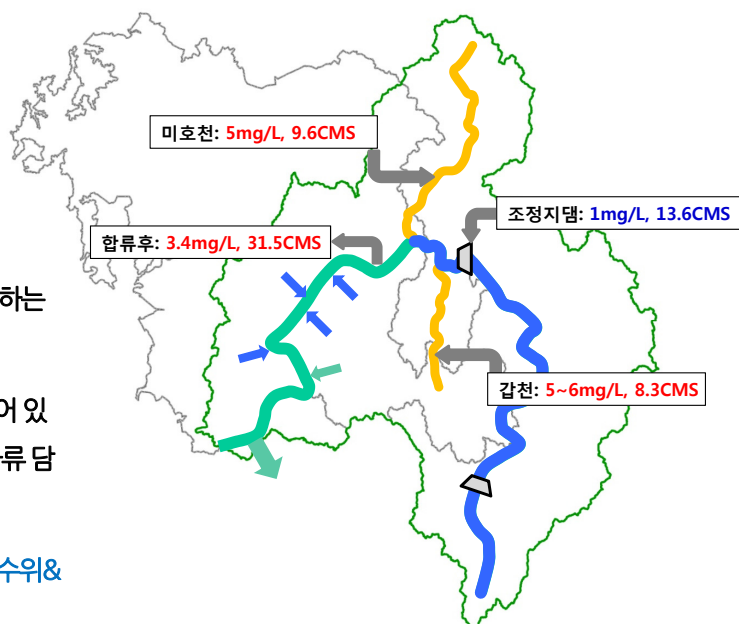 미호천: 5mg/L, 9.6CMS
조정지댐: 1mg/L, 13.6CMS
합류후: 3.4mg/L, 31.5CMS
하는
갑천: 5~6mg/L, 8.3CMS
어 있
류 담
수위&